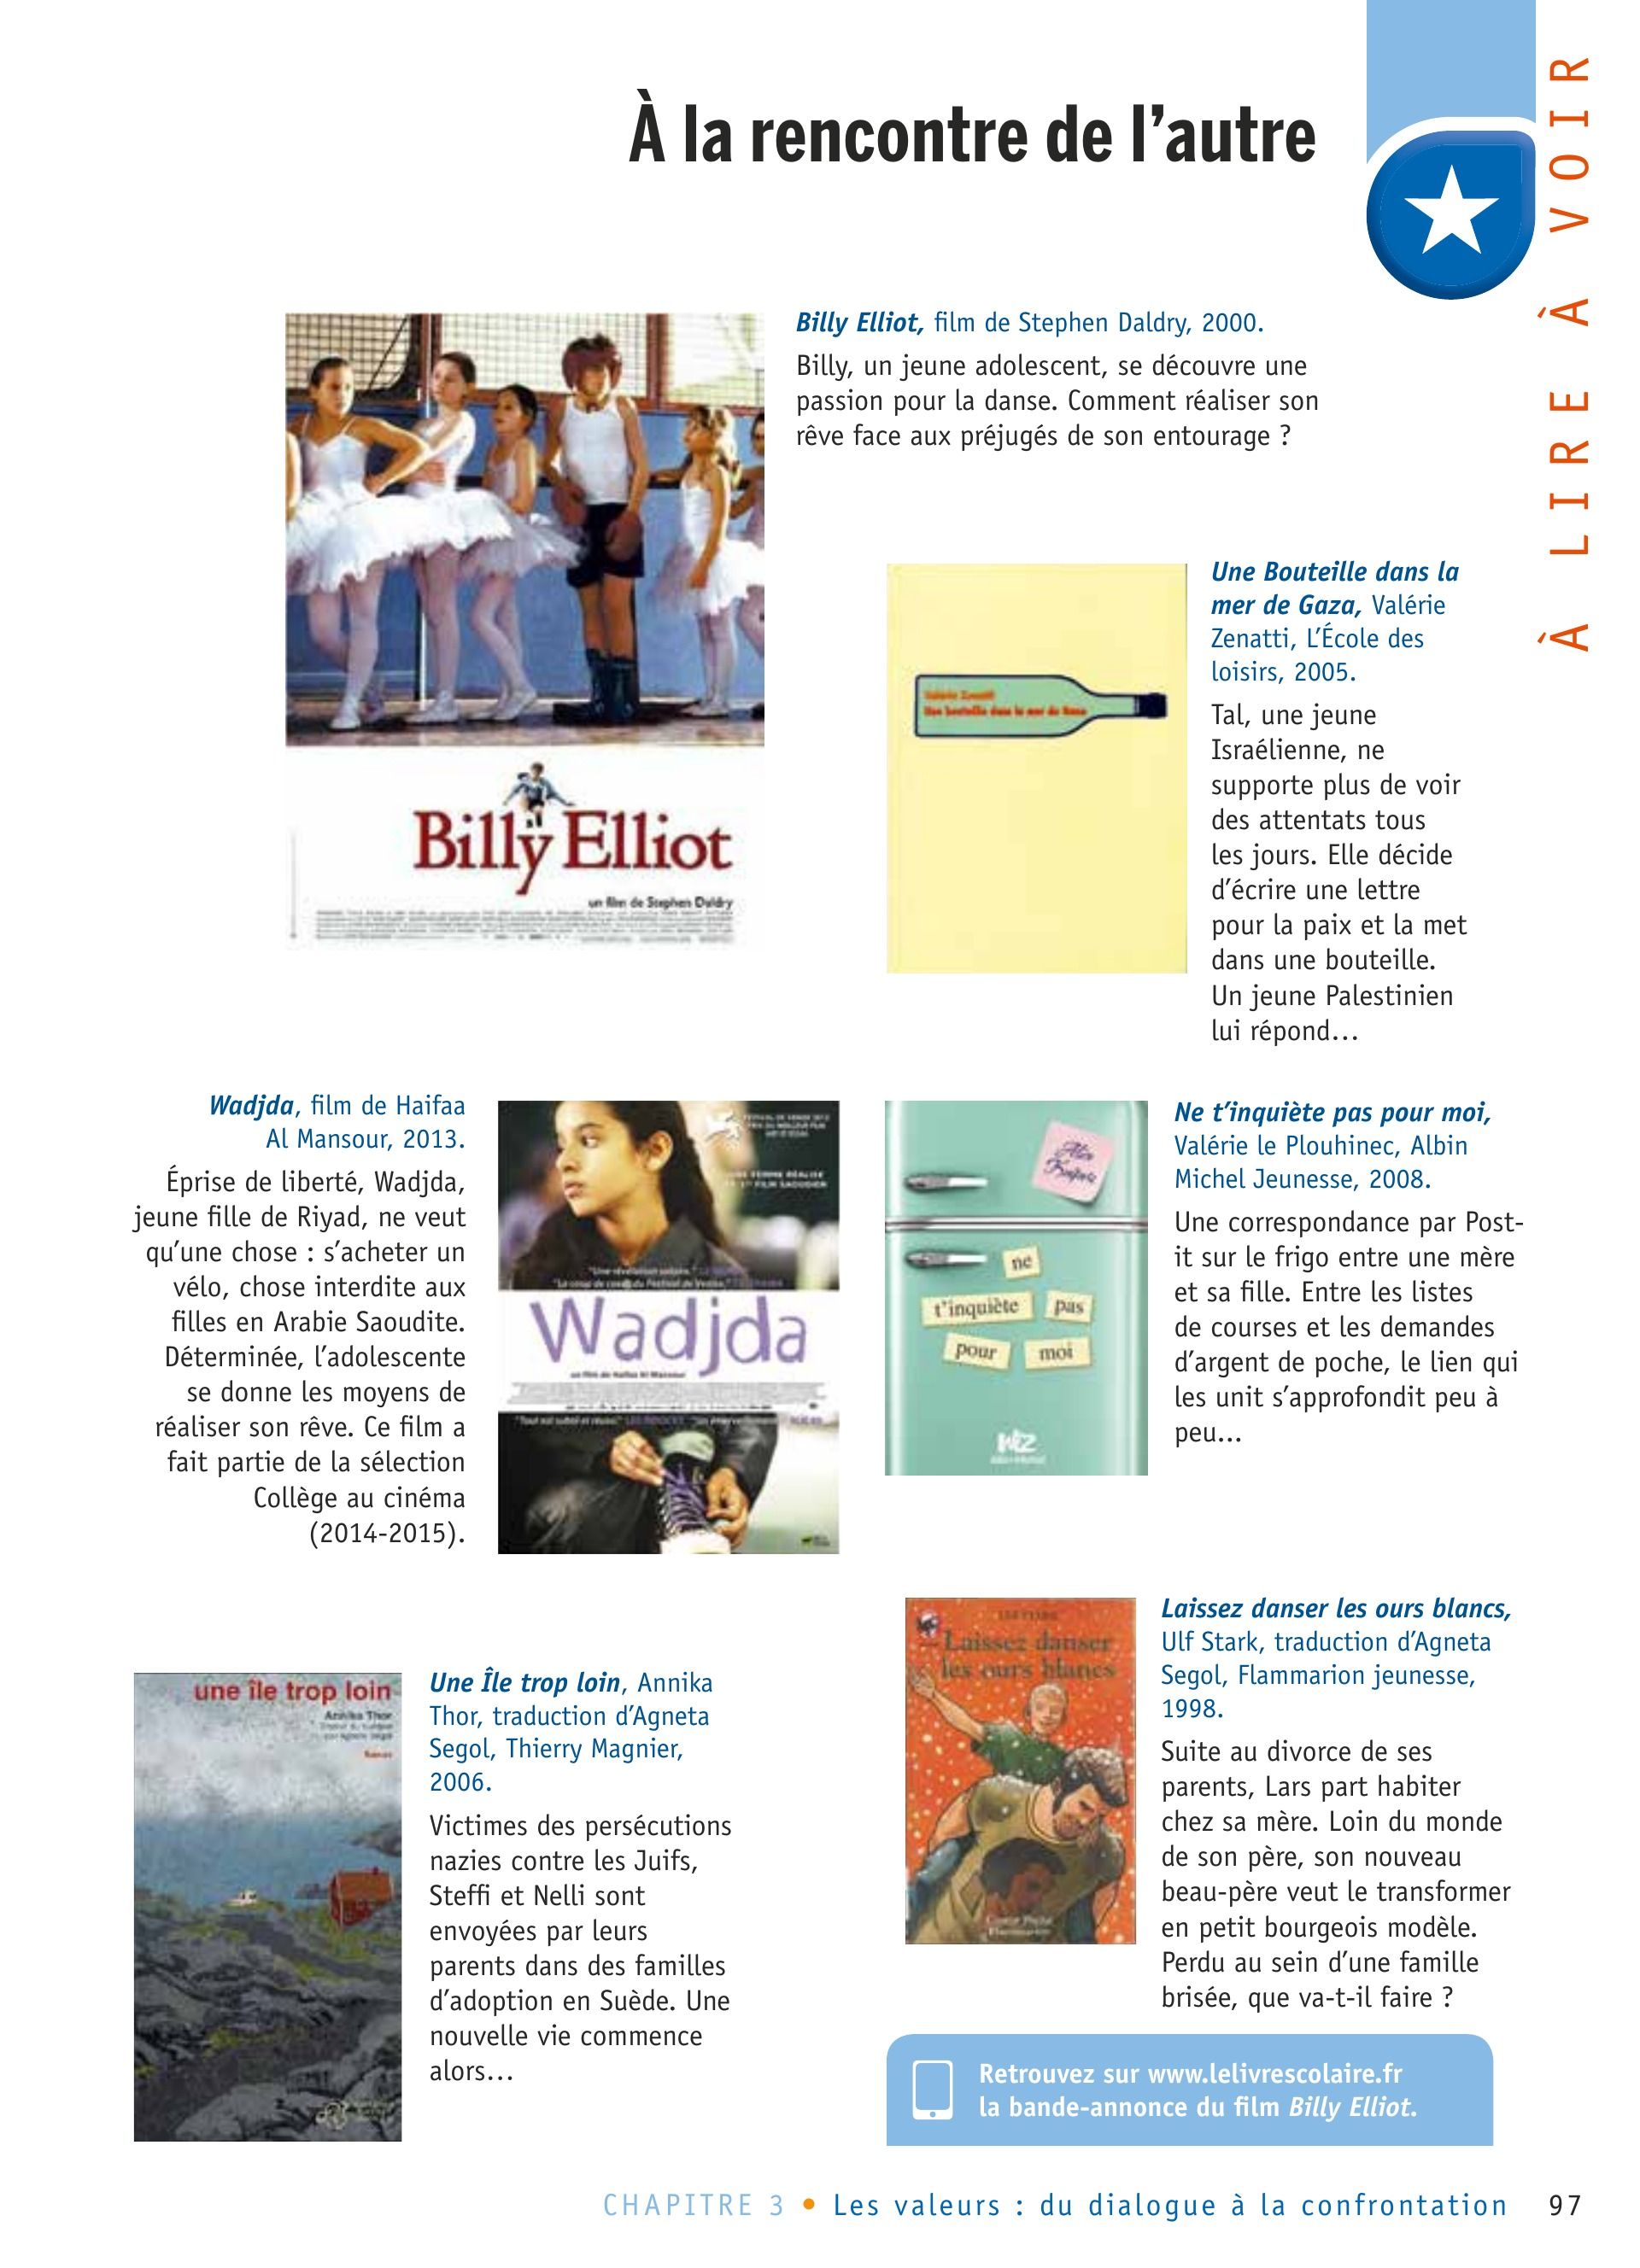 À la rencontre de l’autre
À LIRE À VOIR
Billy Elliot, film de Stephen Daldry, 2000.
Billy, un jeune adolescent, se découvre une
passion pour la danse. Comment réaliser son
rêve face aux préjugés de son entourage ?
Billy Elliot
un film de Stephen Daldry
Valérie Zenatti
Une bouteille dans la mer de Gaza
Une Bouteille dans la
mer de Gaza, Valérie
Zenatti, L’École des
loisirs, 2005.
Tal, une jeune
Israélienne, ne
supporte plus de voir
des attentats tous
les jours. Elle décide
d’écrire une lettre
pour la paix et la met
dans une bouteille.
Un jeune Palestinien
lui répond…
Wadjda, film de Haifaa
Al Mansour, 2013.
Éprise de liberté, Wadjda,
jeune fille de Riyad, ne veut
qu’une chose : s’acheter un
vélo, chose interdite aux
filles en Arabie Saoudite.
Déterminée, l’adolescente
se donne les moyens de
réaliser son rêve. Ce film a
fait partie de la sélection
Collège au cinéma
(2014-2015).
Wadjda
un film de Haifaa Al Mansour
ne
t'inquiète pas
pour moi
Wiz
Ne t’inquiète pas pour moi,
Valérie le Plouhinec, Albin
Michel Jeunesse, 2008.
Une correspondance par Post-
it sur le frigo entre une mère
et sa fille. Entre les listes
de courses et les demandes
d’argent de poche, le lien qui
les unit s’approfondit peu à
peu…
une île trop loin
Annika Thor
Roman
Une Île trop loin, Annika
Thor, traduction d’Agneta
Segol, Thierry Magnier,
2006.
Victimes des persécutions
nazies contre les Juifs,
Steffi et Nelli sont
envoyées par leurs
parents dans des familles
d’adoption en Suède. Une
nouvelle vie commence
alors…
Laissez danser
les ours blancs
Castor Poche
Flammarion
Laissez danser les ours blancs,
Ulf Stark, traduction d’Agneta
Segol, Flammarion jeunesse,
1998.
Suite au divorce de ses
parents, Lars part habiter
chez sa mère. Loin du monde
de son père, son nouveau
beau-père veut le transformer
en petit bourgeois modèle.
Perdu au sein d’une famille
brisée, que va-t-il faire ?
Retrouvez sur www.lelivrescolaire.fr
la bande-annonce du film Billy Elliot.
CHAPITRE 3 • Les valeurs : du dialogue à la confrontation 97